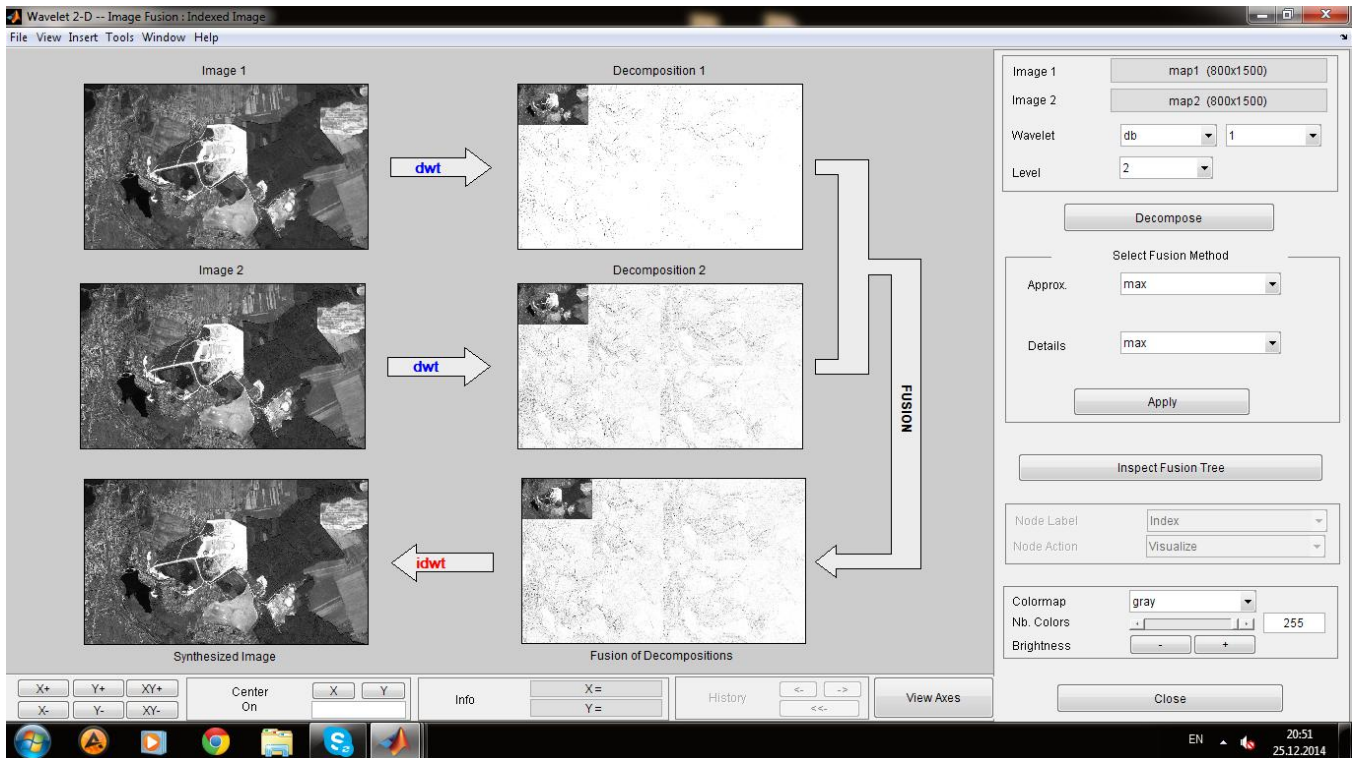 Wavelet 2-D -- Image Fusion : Indexed Image
File View Insert Tools Window Help
Image 1
Decomposition 1
dwt
Image 2
Decomposition 2
dwt
FUSION
idwt
Synthesized Image
Fusion of Decompositions
Image 1 map1 (800x1500)
Image 2 map2 (800x1500)
Wavelet db 1
Level 2
Decompose
Select Fusion Method
Approx. max
Details max
Apply
Inspect Fusion Tree
Node Label Index
Node Action Visualize
Colormap gray
Nb. Colors 255
Brightness - +
Close
X+ Y+ XY+
X- Y- XY-
Center On X Y
Info X = Y =
History <- -> <<-
View Axes
EN 20:51
25.12.2014